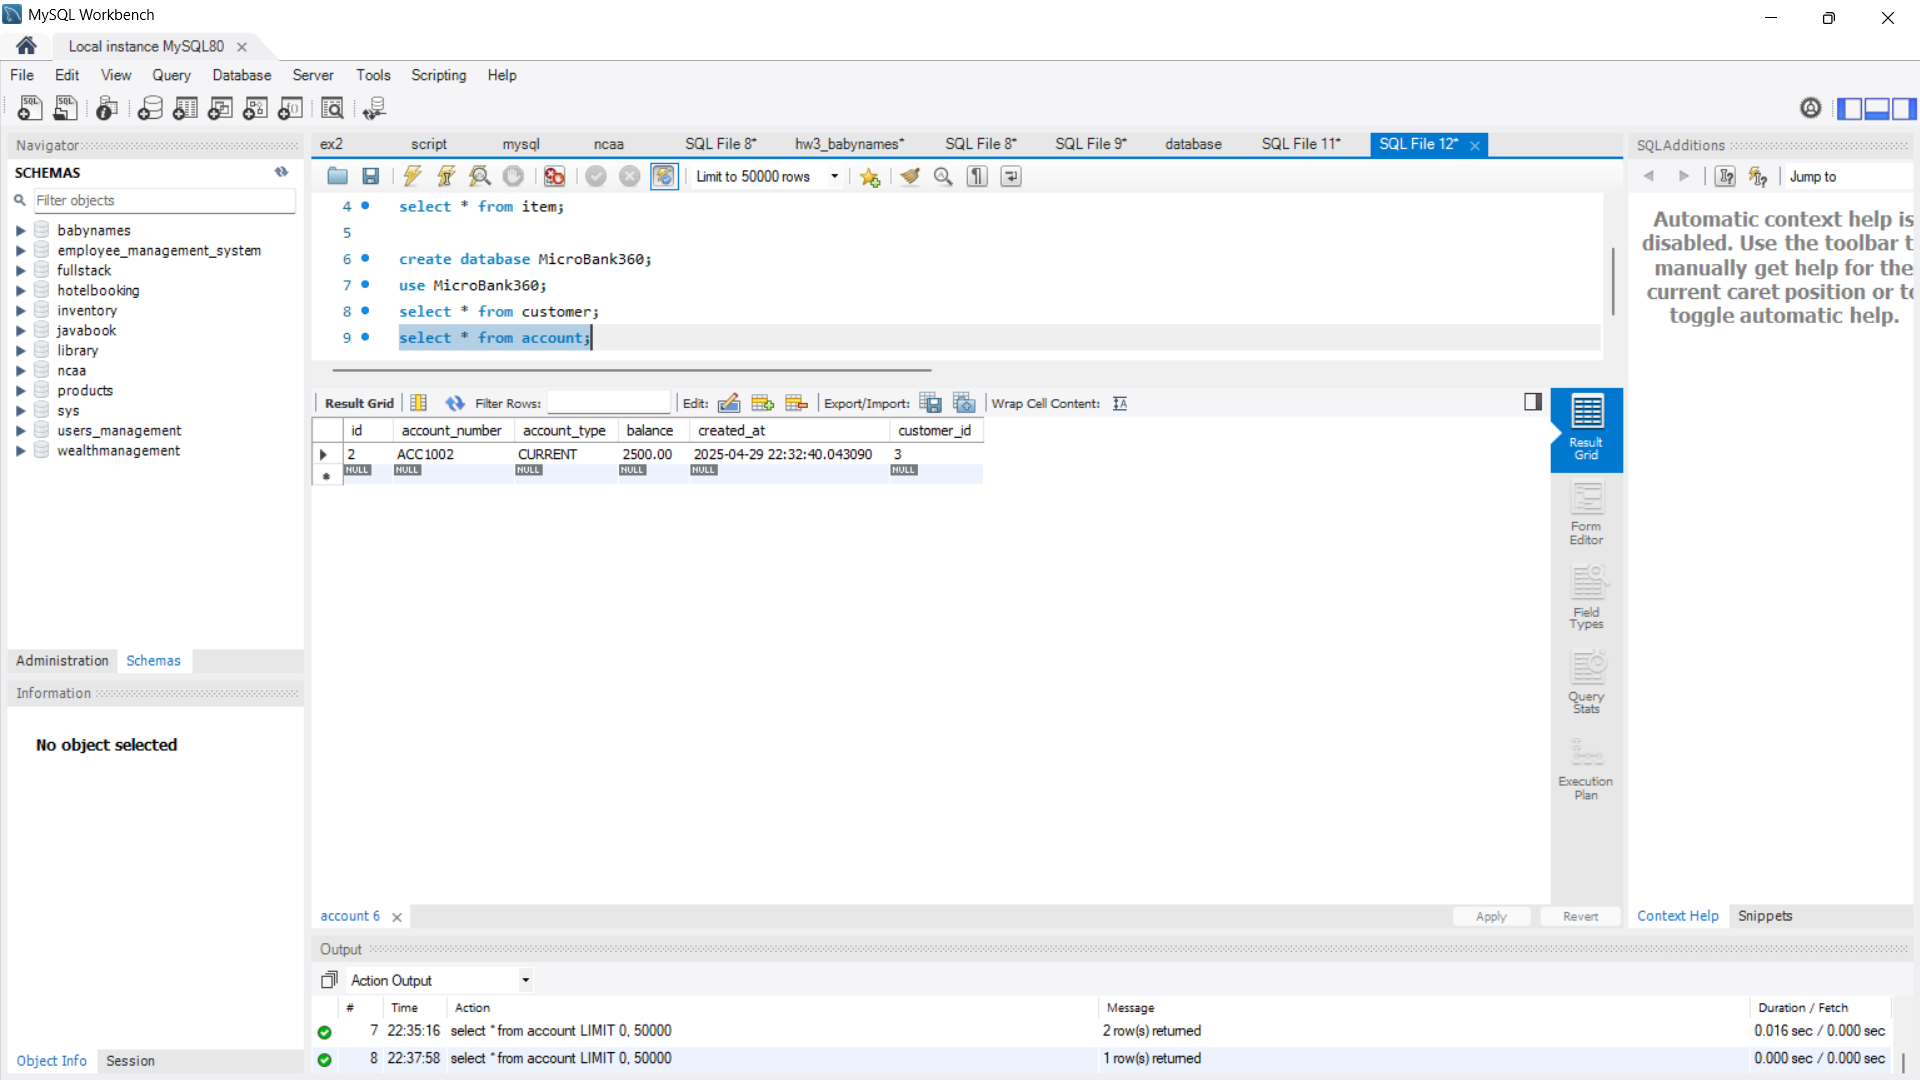 MySQL Workbench
Local instance MySQL80
File Edit View Query Database Server Tools Scripting Help
Navigator
SCHEMAS
Filter objects
babynames
employee_management_system
fullstack
hotelbooking
inventory
javabook
library
ncaa
products
sys
users_management
wealthmanagement
Administration Schemas
Information
No object selected
Object Info Session
ex2 script mysql ncaa SQL File 8* hw3_babynames* SQL File 8* SQL File 9* database SQL File 11* SQL File 12*
Limit to 50000 rows
4 select * from item;
5
6 create database MicroBank360;
7 use MicroBank360;
8 select * from customer;
9 select * from account;
Result Grid Filter Rows: Edit: Export/Import: Wrap Cell Content:
id account_number account_type balance created_at customer_id
2 ACC1002 CURRENT 2500.00 2025-04-29 22:32:40.043090 3
NULL NULL NULL NULL NULL NULL
Result
Grid
Form
Editor
Field
Types
Query
Stats
Execution
Plan
account 6 Apply Revert
Output
Action Output
# Time Action Message Duration / Fetch
7 22:35:16 select * from account LIMIT 0, 50000 2 row(s) returned 0.016 sec / 0.000 sec
8 22:37:58 select * from account LIMIT 0, 50000 1 row(s) returned 0.000 sec / 0.000 sec
SQLAdditions
Jump to
Automatic context help is
disabled. Use the toolbar t
manually get help for the
current caret position or to
toggle automatic help.
Context Help Snippets